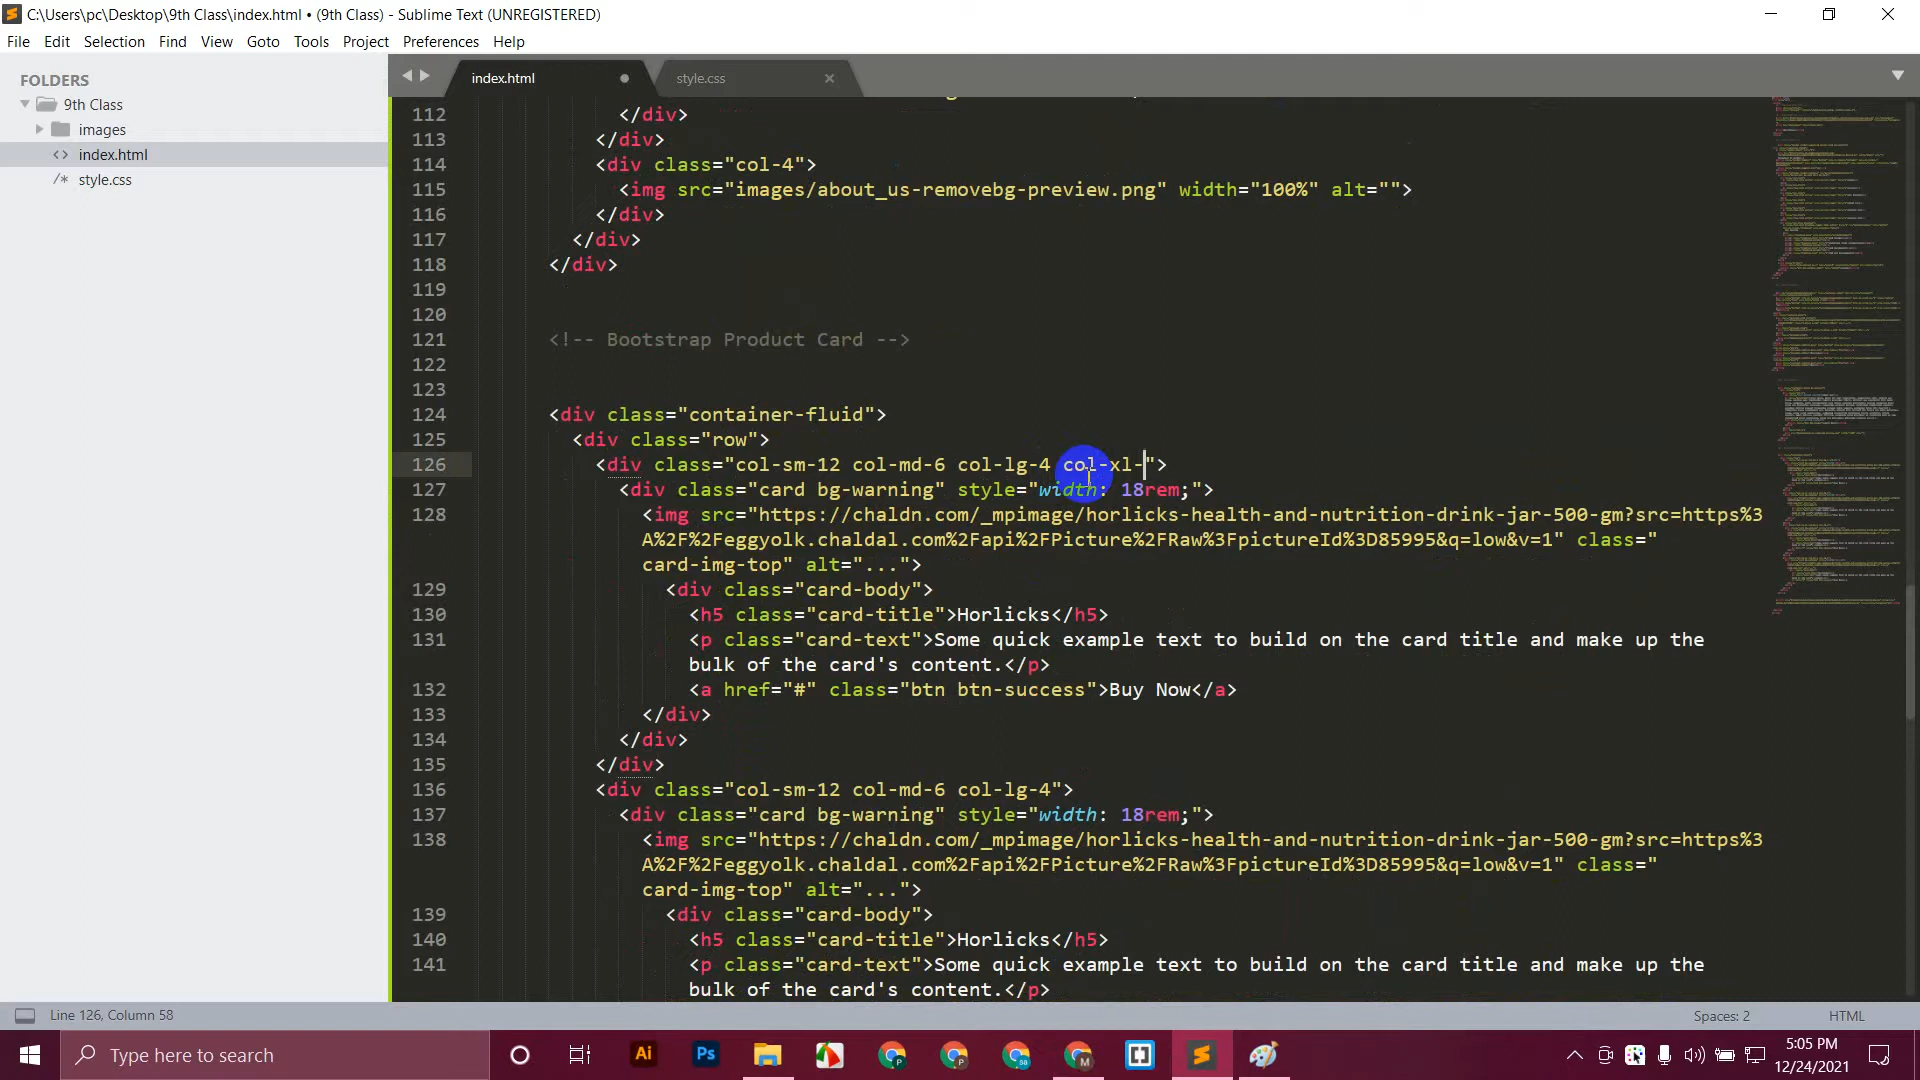 C:\Users\pc\Desktop\9th Class\index.html • (9th Class) - Sublime Text (UNREGISTERED)
File Edit Selection Find View Goto Tools Project Preferences Help
FOLDERS
9th Class
images
<> index.html
/* style.css
index.html
style.css
112 </div>
113 </div>
114 <div class="col-4">
115 <img src="images/about_us-removebg-preview.png" width="100%" alt="">
116 </div>
117 </div>
118 </div>
119
120
121 <!-- Bootstrap Product Card -->
122
123
124 <div class="container-fluid">
125 <div class="row">
126 <div class="col-sm-12 col-md-6 col-lg-4 col-xl-">
127 <div class="card bg-warning" style="width: 18rem;">
128 <img src="https://chaldn.com/_mpimage/horlicks-health-and-nutrition-drink-jar-500-gm?src=https%3
A%2F%2Feggyolk.chaldal.com%2Fapi%2FPicture%2FRaw%3FpictureId%3D85995&q=low&v=1" class="
card-img-top" alt="...">
129 <div class="card-body">
130 <h5 class="card-title">Horlicks</h5>
131 <p class="card-text">Some quick example text to build on the card title and make up the
bulk of the card's content.</p>
132 <a href="#" class="btn btn-success">Buy Now</a>
133 </div>
134 </div>
135 </div>
136 <div class="col-sm-12 col-md-6 col-lg-4">
137 <div class="card bg-warning" style="width: 18rem;">
138 <img src="https://chaldn.com/_mpimage/horlicks-health-and-nutrition-drink-jar-500-gm?src=https%3
A%2F%2Feggyolk.chaldal.com%2Fapi%2FPicture%2FRaw%3FpictureId%3D85995&q=low&v=1" class="
card-img-top" alt="...">
139 <div class="card-body">
140 <h5 class="card-title">Horlicks</h5>
141 <p class="card-text">Some quick example text to build on the card title and make up the
bulk of the card's content.</p>
Line 126, Column 58
Spaces: 2
HTML
Type here to search
Ai
Ps
5:05 PM
12/24/2021